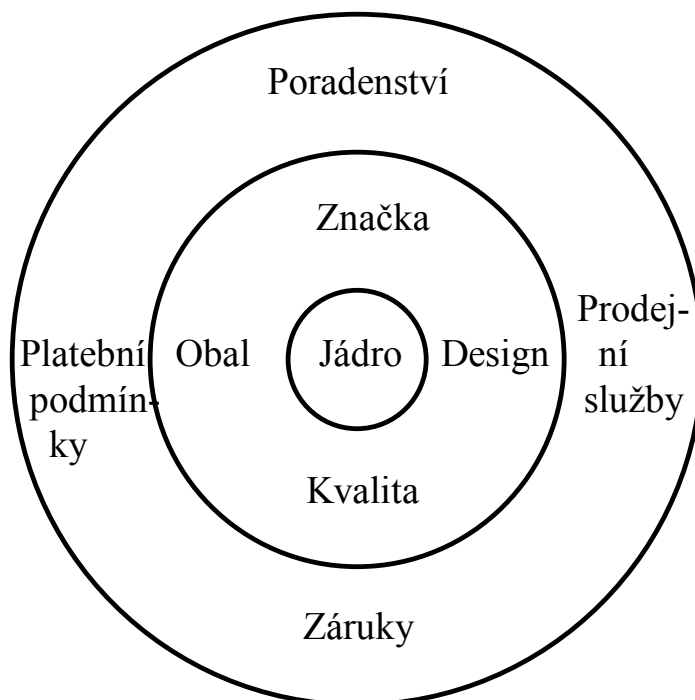 Poradenství
Značka
Platební
podmín-
ky
Obal
Jádro
Design
Prodej-
ní
služby
Kvalita
Záruky